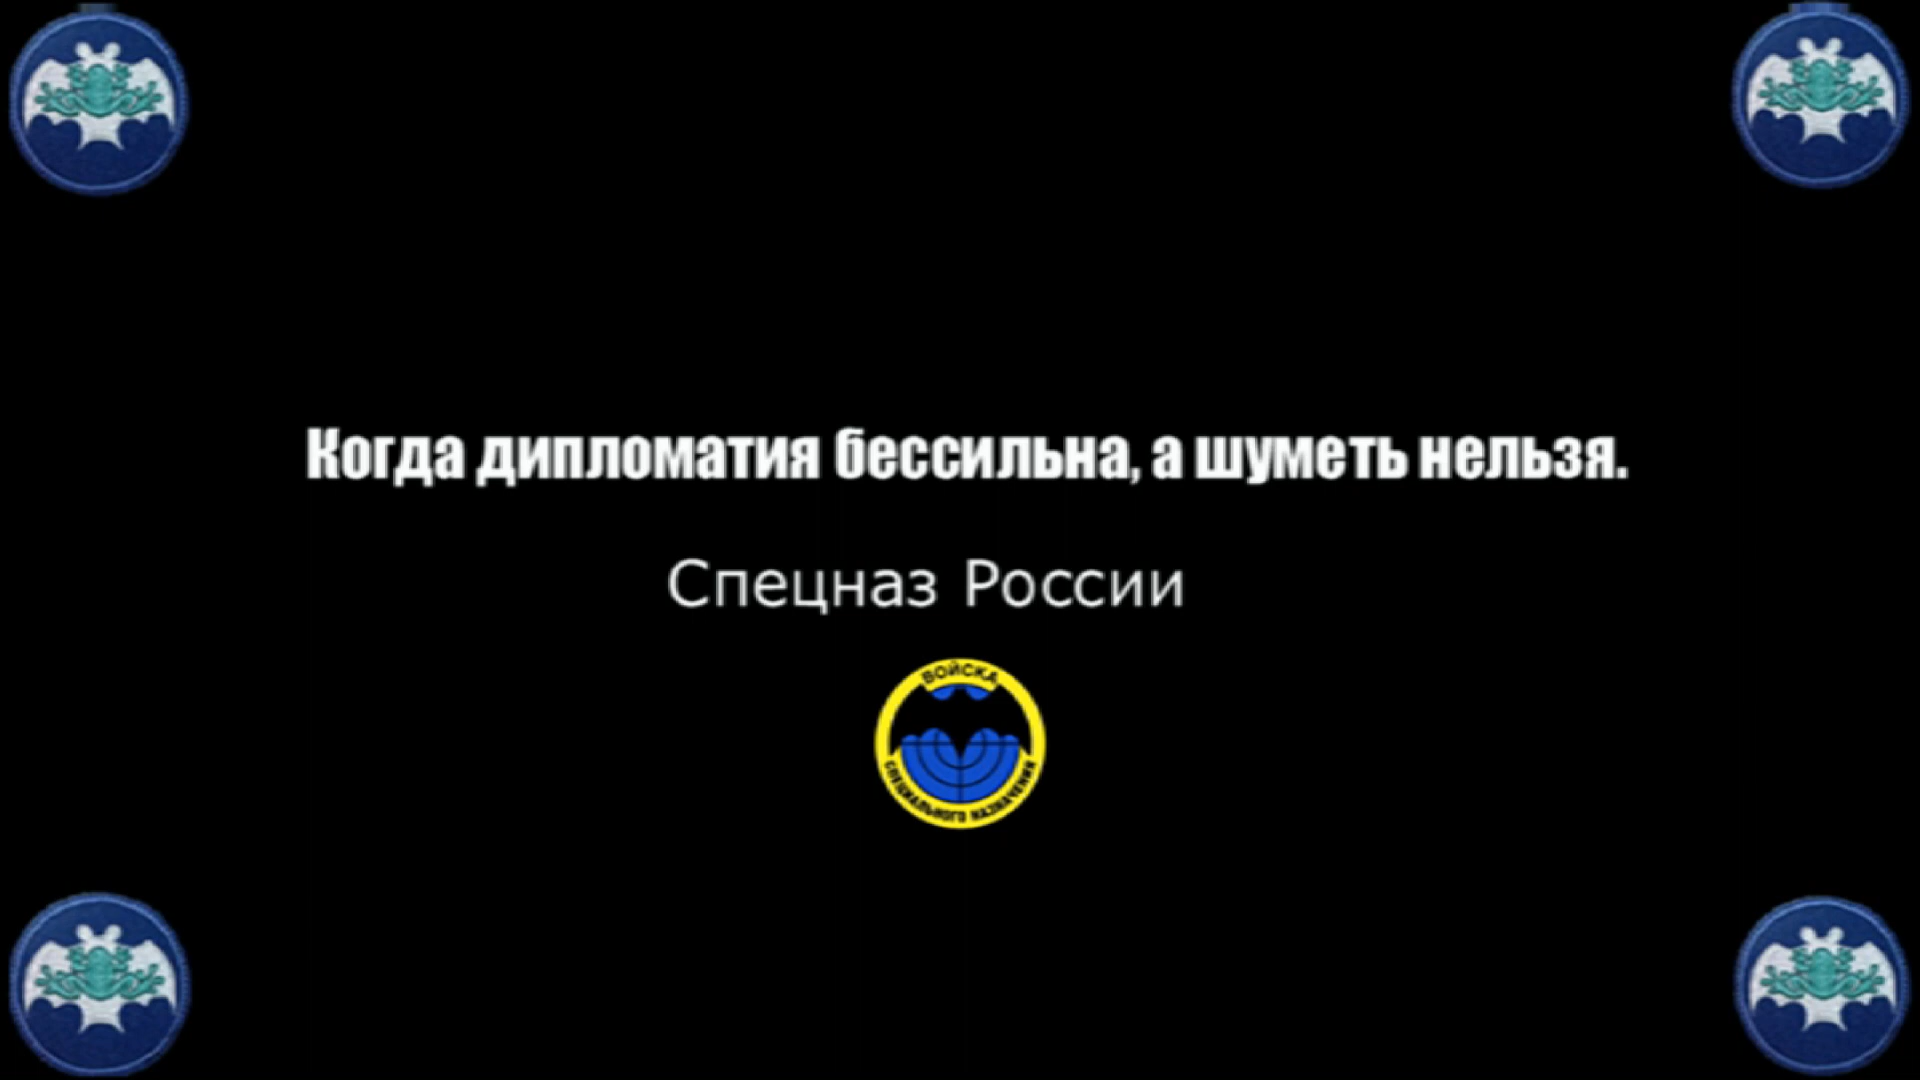 Когда дипломатия бессильна, а шуметь нельзя.
Спецназ России
ВОЙСКА
СПЕЦИАЛЬНОГО НАЗНАЧЕНИЯ